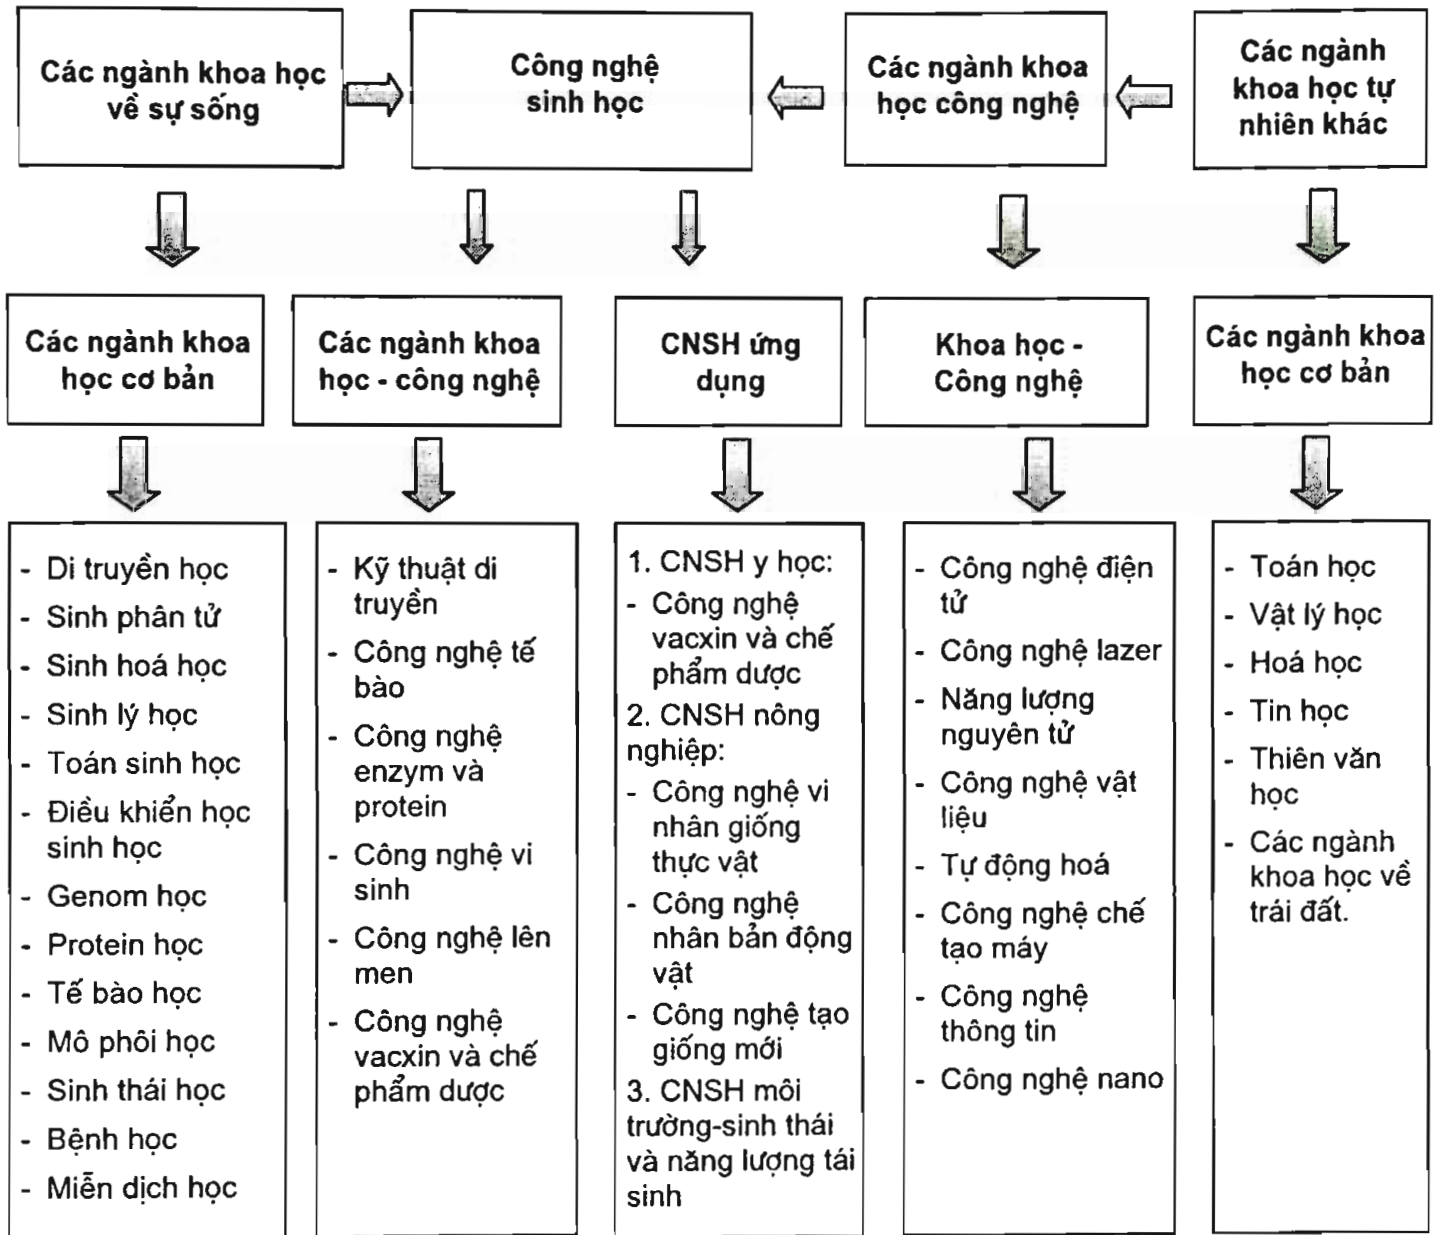 Các ngành khoa học
về sự sống
Công nghệ
sinh học
Các ngành khoa
học công nghệ
Các ngành
khoa học tự
nhiên khác
Các ngành khoa
học cơ bản
Các ngành khoa
học - công nghệ
CNSH ứng
dụng
Khoa học -
Công nghệ
Các ngành khoa
học cơ bản
- Di truyền học
- Sinh phân tử
- Sinh hoá học
- Sinh lý học
- Toán sinh học
- Điều khiển học
sinh học
- Genom học
- Protein học
- Tế bào học
- Mô phôi học
- Sinh thái học
- Bệnh học
- Miễn dịch học
- Kỹ thuật di
truyền
- Công nghệ tế
bào
- Công nghệ
enzym và
protein
- Công nghệ vi
sinh
- Công nghệ lên
men
- Công nghệ
vacxin và chế
phẩm dược
1. CNSH y học:
- Công nghệ
vacxin và chế
phẩm dược
2. CNSH nông
nghiệp:
- Công nghệ vi
nhân giống
thực vật
- Công nghệ
nhân bản động
vật
- Công nghệ tạo
giống mới
3. CNSH môi
trường-sinh thái
và năng lượng tái
sinh
- Công nghệ điện
tử
- Công nghệ lazer
- Năng lượng
nguyên tử
- Công nghệ vật
liệu
- Tự động hoá
- Công nghệ chế
tạo máy
- Công nghệ
thông tin
- Công nghệ nano
- Toán học
- Vật lý học
- Hoá học
- Tin học
- Thiên văn
học
- Các ngành
khoa học về
trái đất.